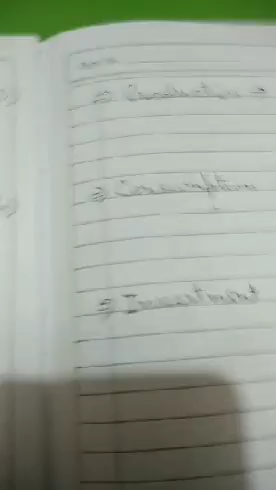 ⇒ Production →
⇒ Consumption
⇒ Investment